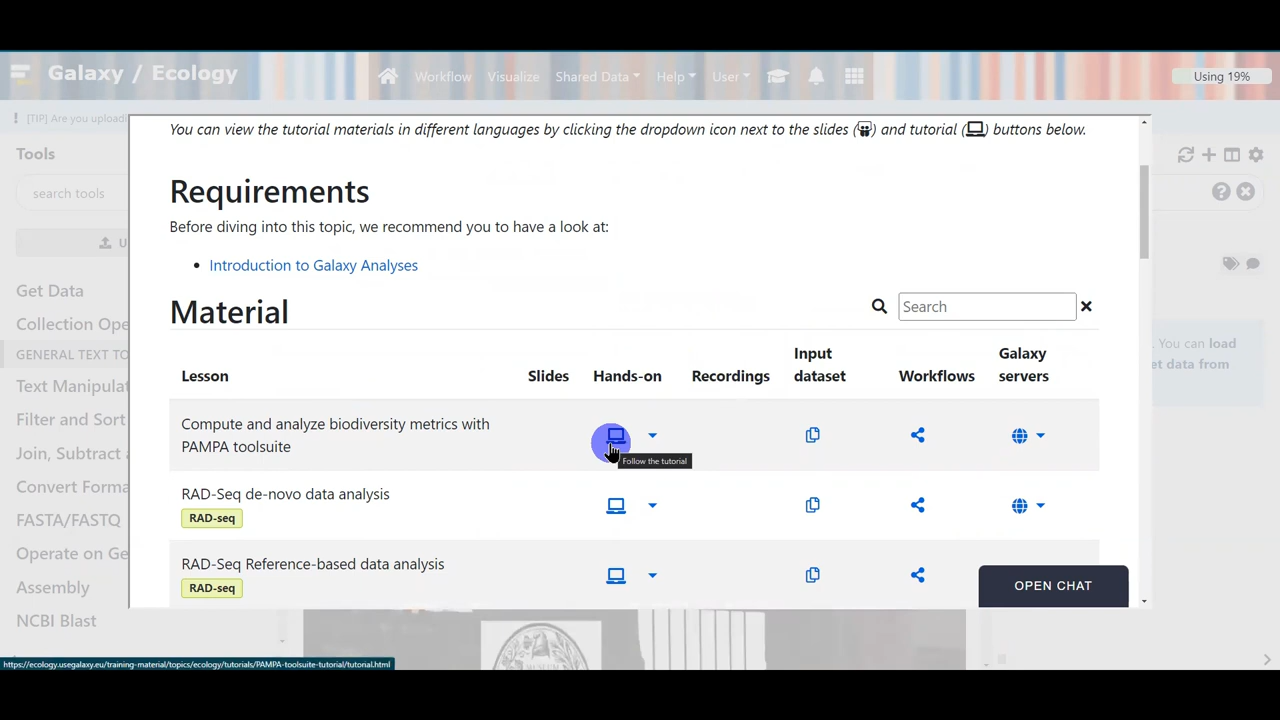 Galaxy / Ecology
Workflow Visualize Shared Data Help User
Using 19%
[TIP] Are you uploadi
Tools
search tools
U
Get Data
Collection Ope
GENERAL TEXT TO
Text Manipulat
Filter and Sort
Join, Subtract a
Convert Forma
FASTA/FASTQ
Operate on Ge
Assembly
NCBI Blast
You can view the tutorial materials in different languages by clicking the dropdown icon next to the slides ( ) and tutorial ( ) buttons below.
Requirements
Before diving into this topic, we recommend you to have a look at:
• Introduction to Galaxy Analyses
Material
Search
Lesson Slides Hands-on Recordings Input dataset Workflows Galaxy servers
Compute and analyze biodiversity metrics with
PAMPA toolsuite
Follow the tutorial
RAD-Seq de-novo data analysis
RAD-seq
RAD-Seq Reference-based data analysis
RAD-seq
OPEN CHAT
. You can load
et data from
https://ecology.usegalaxy.eu/training-material/topics/ecology/tutorials/PAMPA-toolsuite-tutorial/tutorial.html